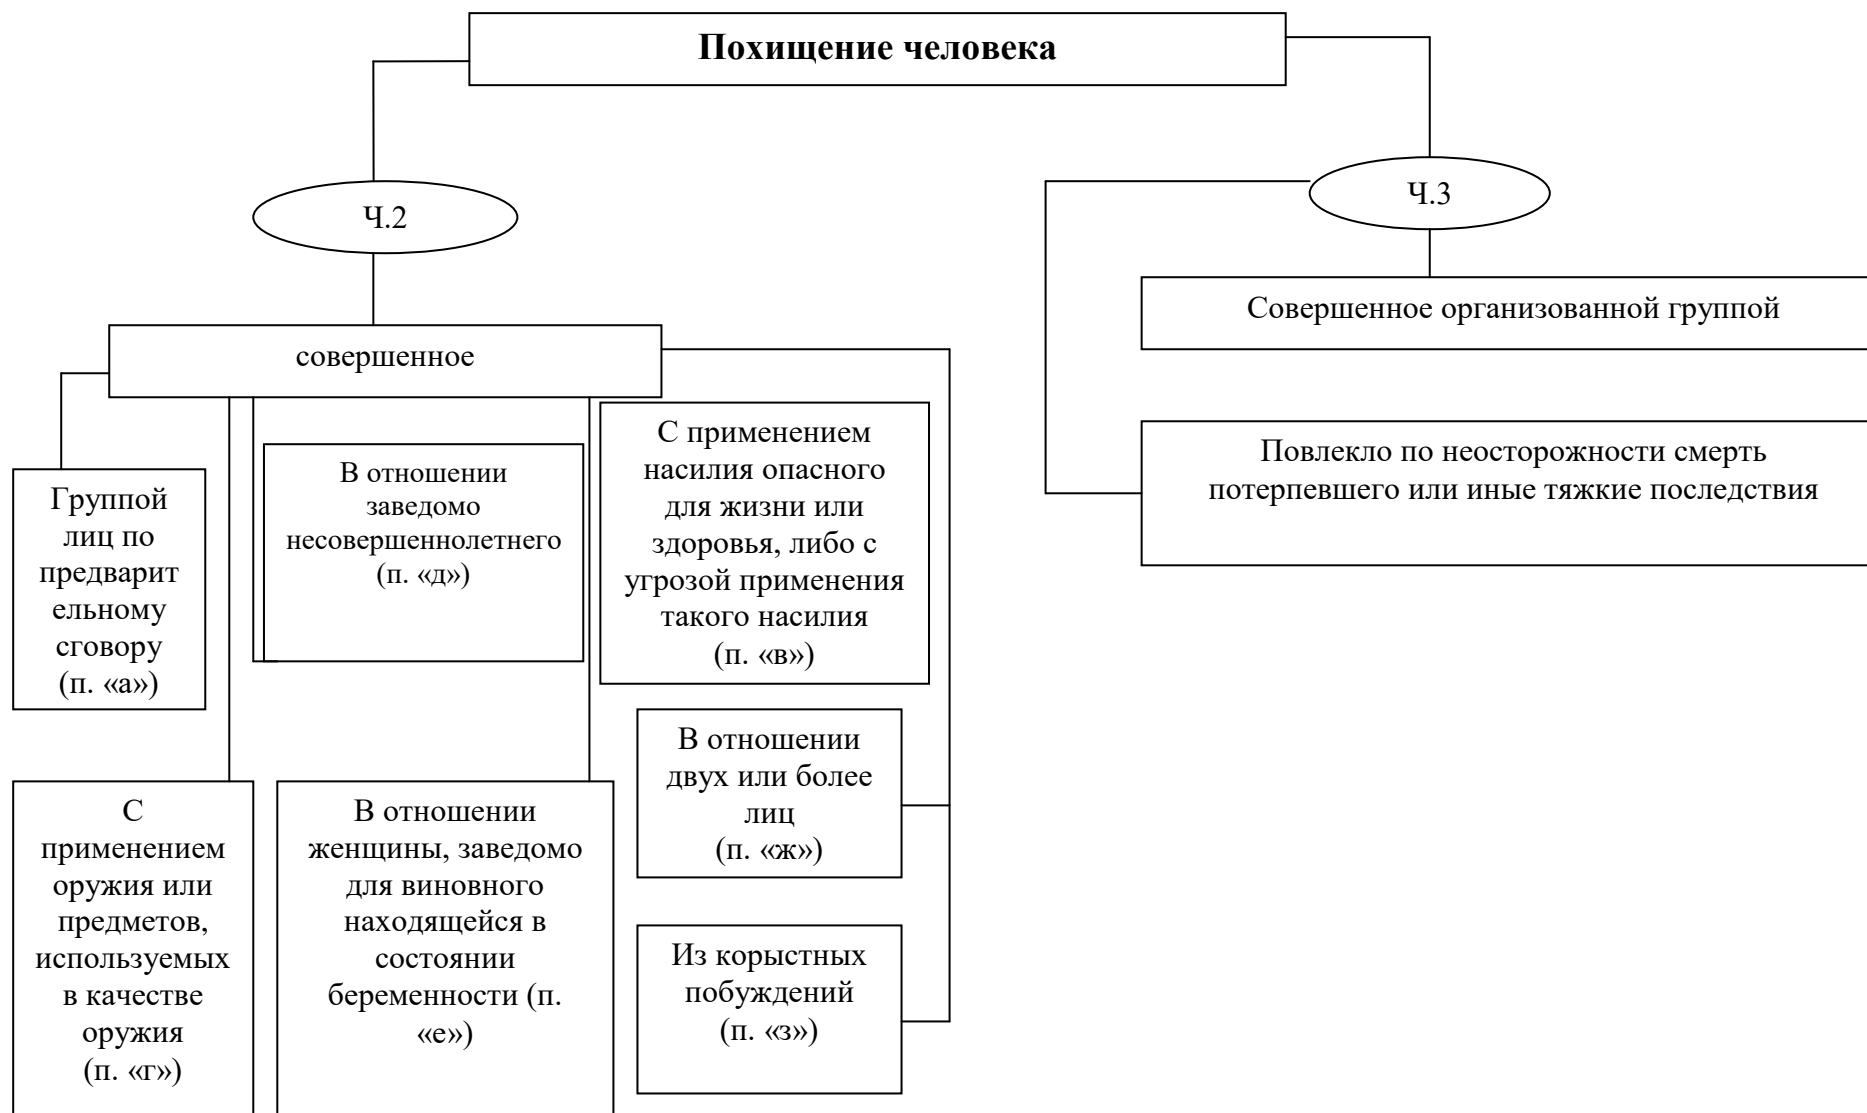 Похищение человека
Ч.2
Ч.3
Совершенное организованной группой
Повлекло по неосторожности смерть
потерпевшего или иные тяжкие последствия
совершенное
Группой
лиц по
предварит
ельному
сговору
(п. «а»)
В отношении
заведомо
несовершеннолетнего
(п. «д»)
С применением
насилия опасного
для жизни или
здоровья, либо с
угрозой применения
такого насилия
(п. «в»)
С
применением
оружия или
предметов,
используемых
в качестве
оружия
(п. «г»)
В отношении
женщины, заведомо
для виновного
находящейся в
состоянии
беременности (п.
«е»)
В отношении
двух или более
лиц
(п. «ж»)
Из корыстных
побуждений
(п. «з»)